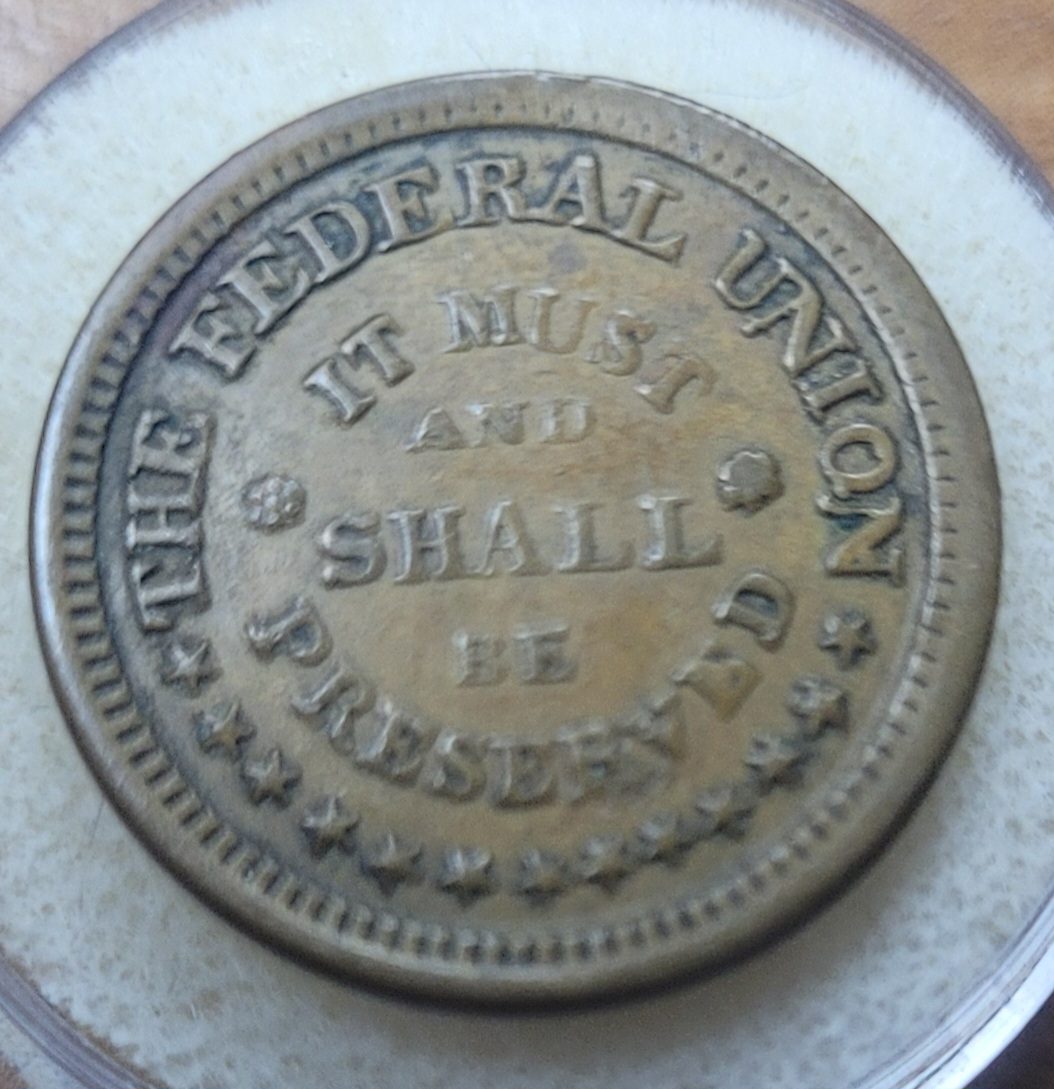 THE FEDERAL UNION
IT MUST
AND
SHALL
BE
PRESERVED